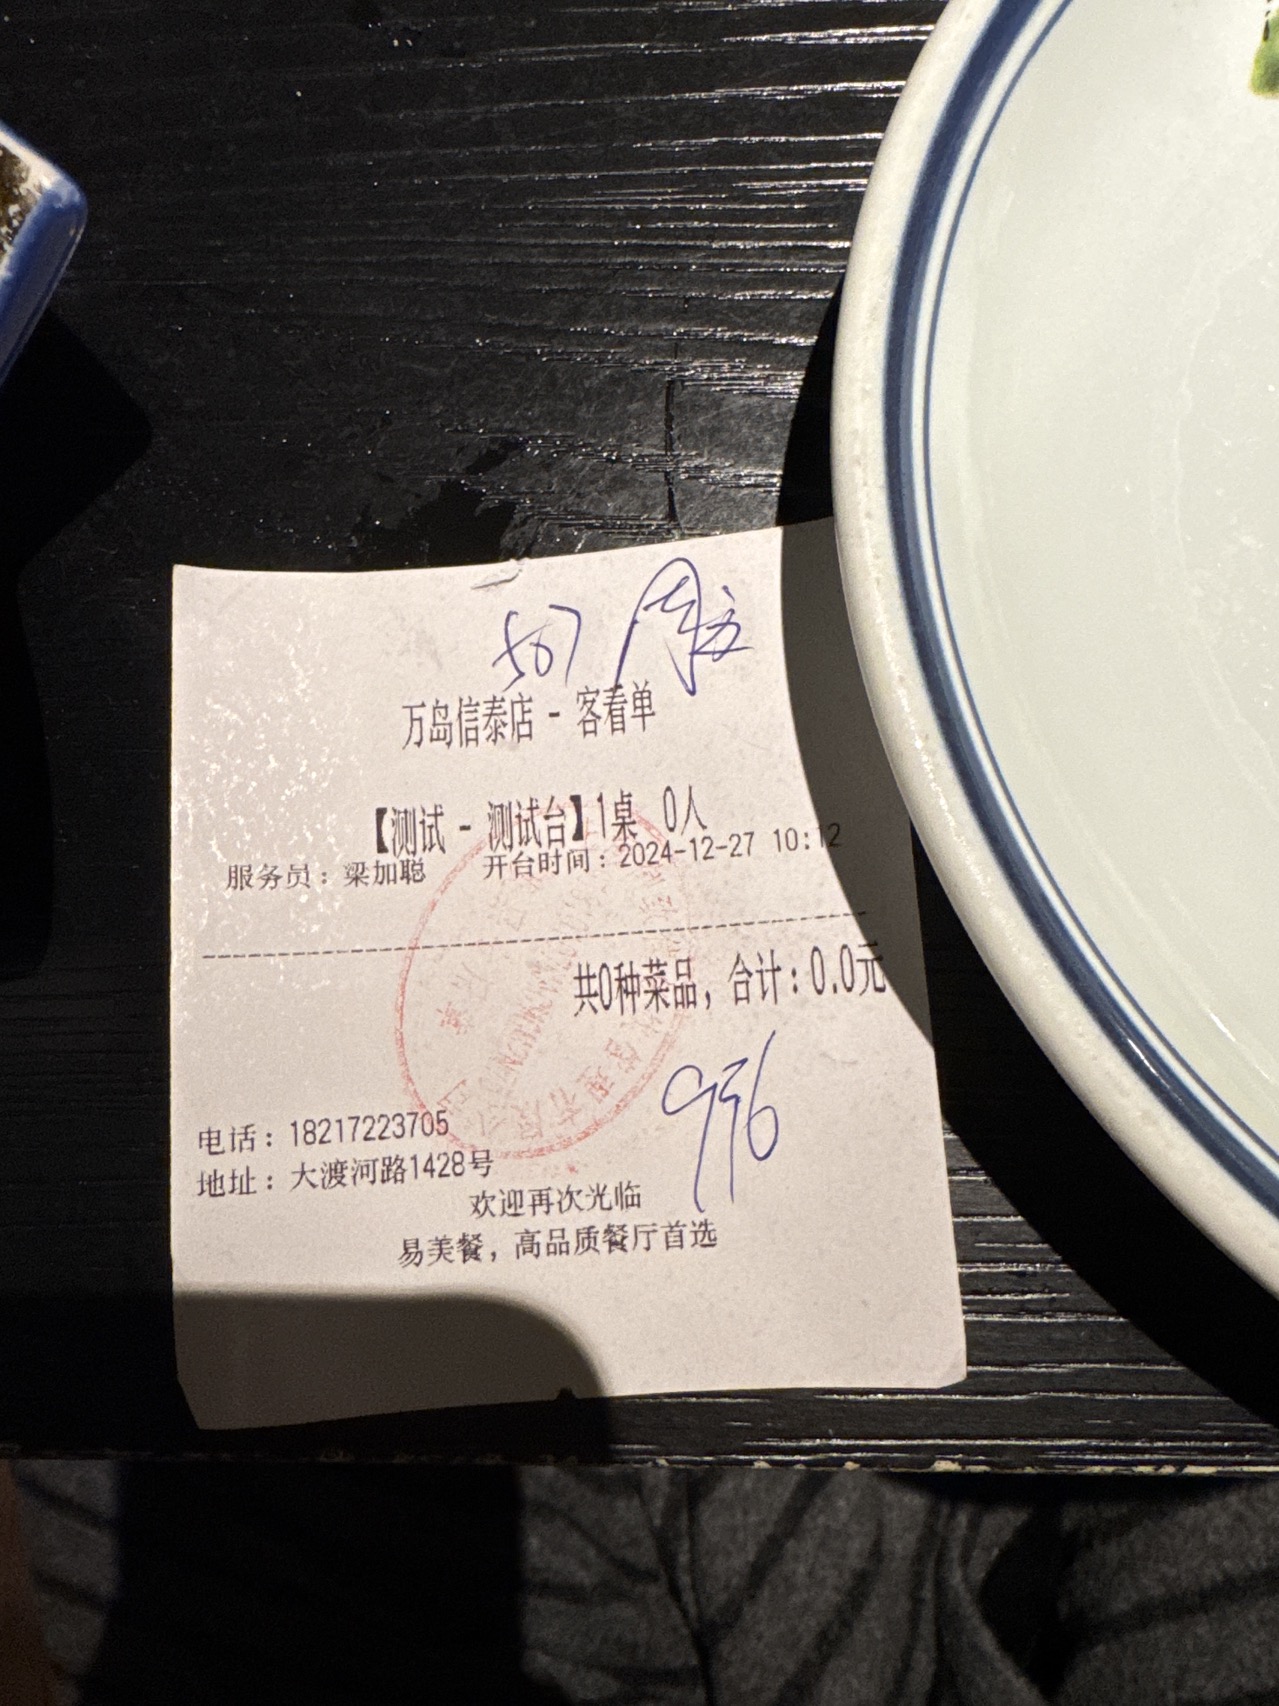 507 周五
万岛信泰店 - 客看单
【测试 - 测试台】1桌 0人
服务员：梁加聪 开台时间：2024-12-27 10:12
共0种菜品，合计：0.0元
976
电话：18217223705
地址：大渡河路1428号
欢迎再次光临
易美餐，高品质餐厅首选